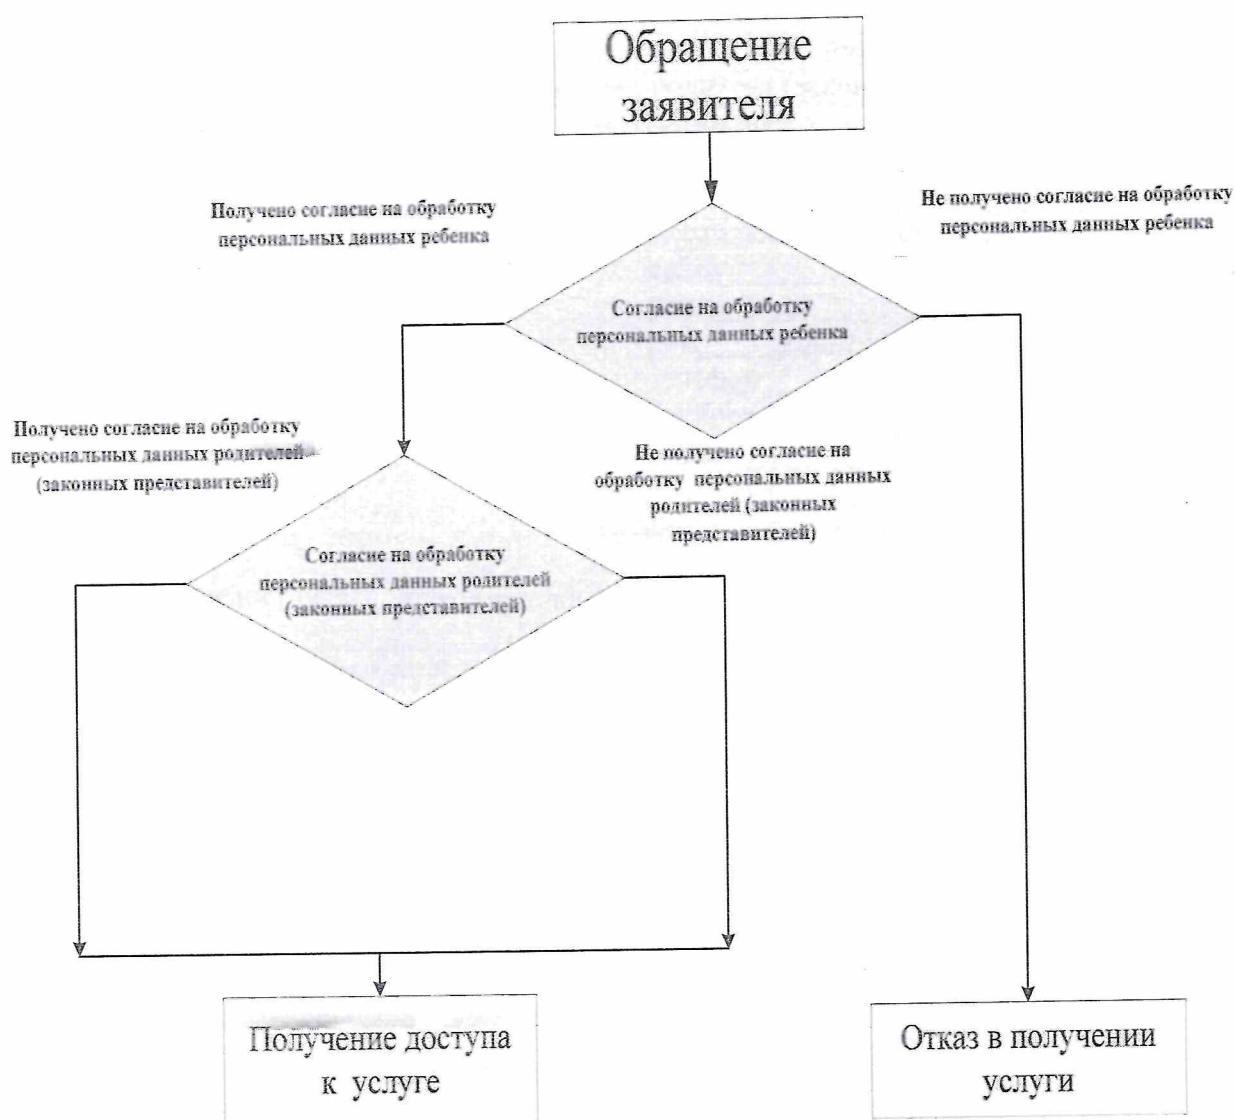 Обращение
заявителя
Получено согласие на обработку
персональных данных ребенка
Не получено согласие на обработку
персональных данных ребенка
Согласие на обработку
персональных данных ребенка
Получено согласие на обработку
персональных данных родителей
(законных представителей)
Не получено согласие на
обработку персональных данных
родителей (законных
представителей)
Согласие на обработку
персональных данных родителей
(законных представителей)
Получение доступа
к услуге
Отказ в получении
услуги